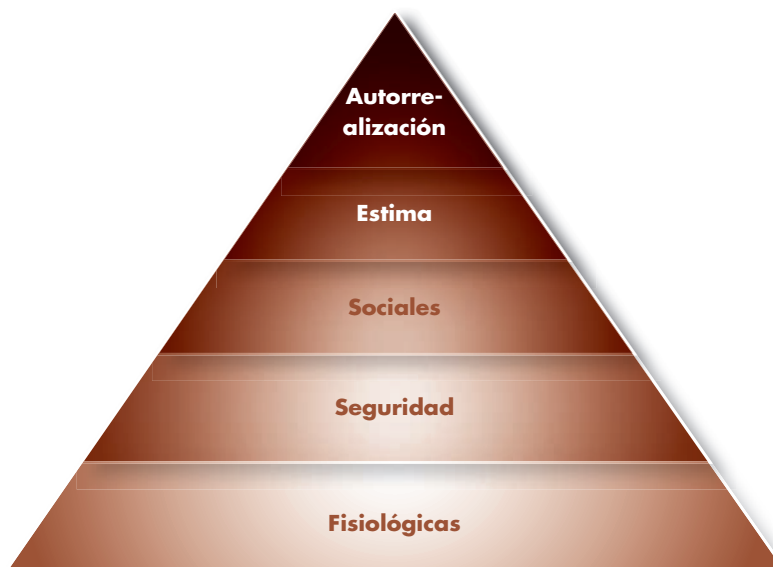 Autorre-
alización
Estima
Sociales
Seguridad
Fisiológicas